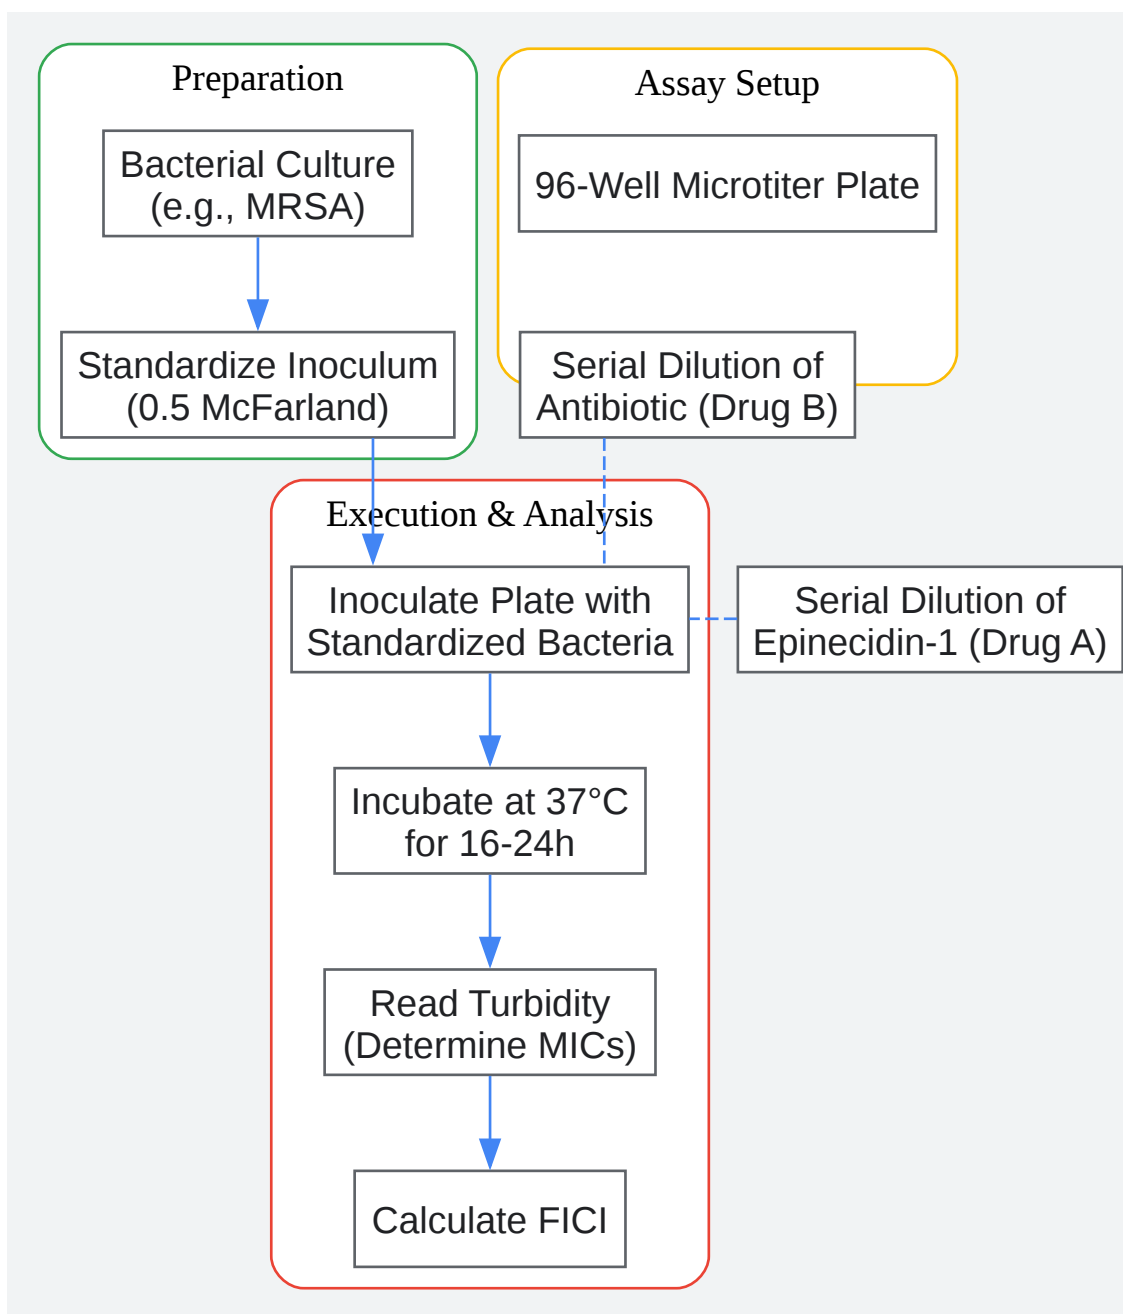 Preparation
Bacterial Culture
(e.g., MRSA)
Standardize Inoculum
(0.5 McFarland)
Assay Setup
96-Well Microtiter Plate
Serial Dilution of
Antibiotic (Drug B)
Execution & Analysis
Inoculate Plate with
Standardized Bacteria
Serial Dilution of
Epinecidin-1 (Drug A)
Incubate at 37°C
for 16-24h
Read Turbidity
(Determine MICs)
Calculate FICI